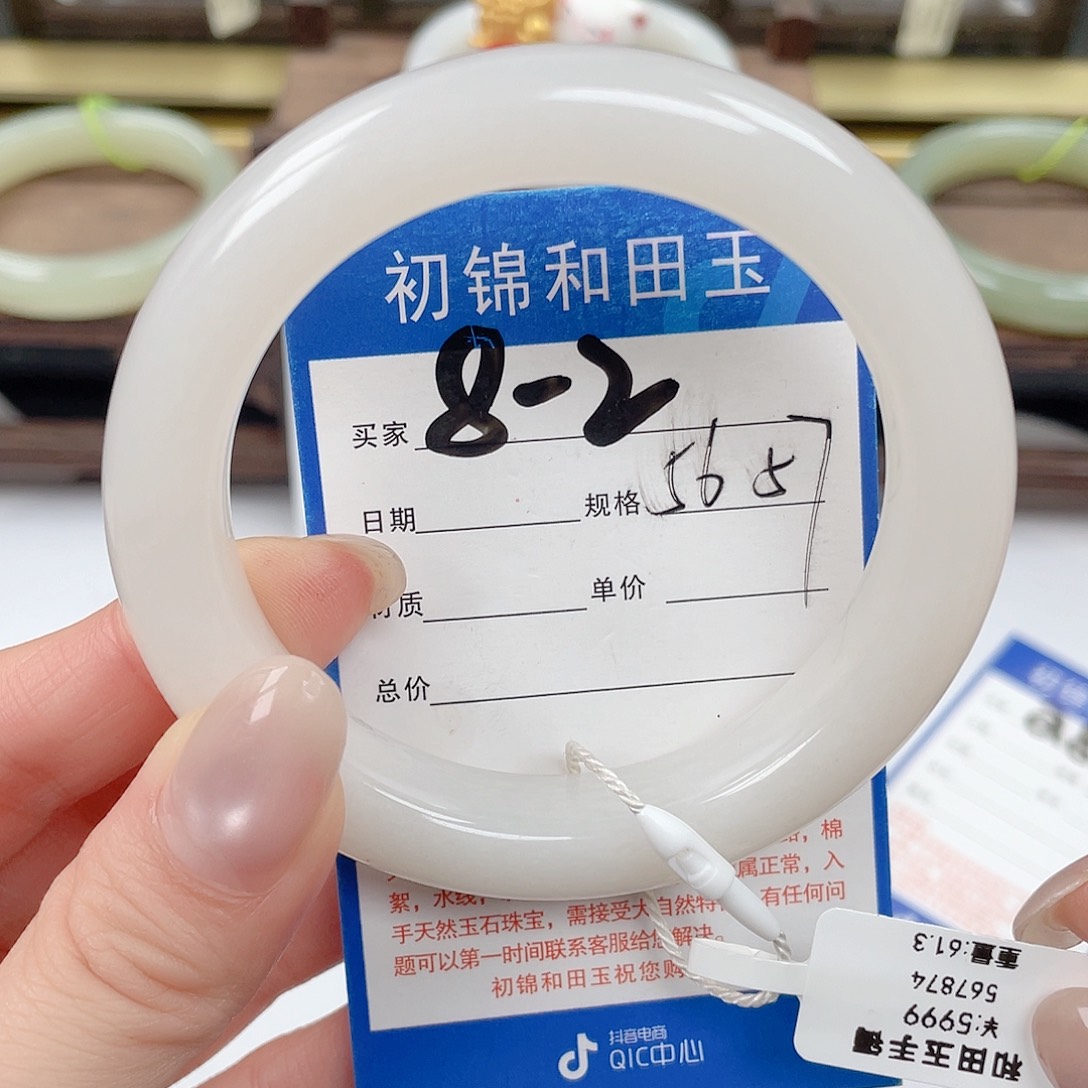 初锦和田玉
买家 8-2
日期 规格 565
材质 单价
总价
棉
絮，水线， 属正常，入
手天然玉石珠宝，需接受大自然特 有任何问
题可以第一时间联系客服给您解决。
初锦和田玉祝您购
抖音电商
QIC中心
和田玉手镯
¥:5999
567874
重量:61.3